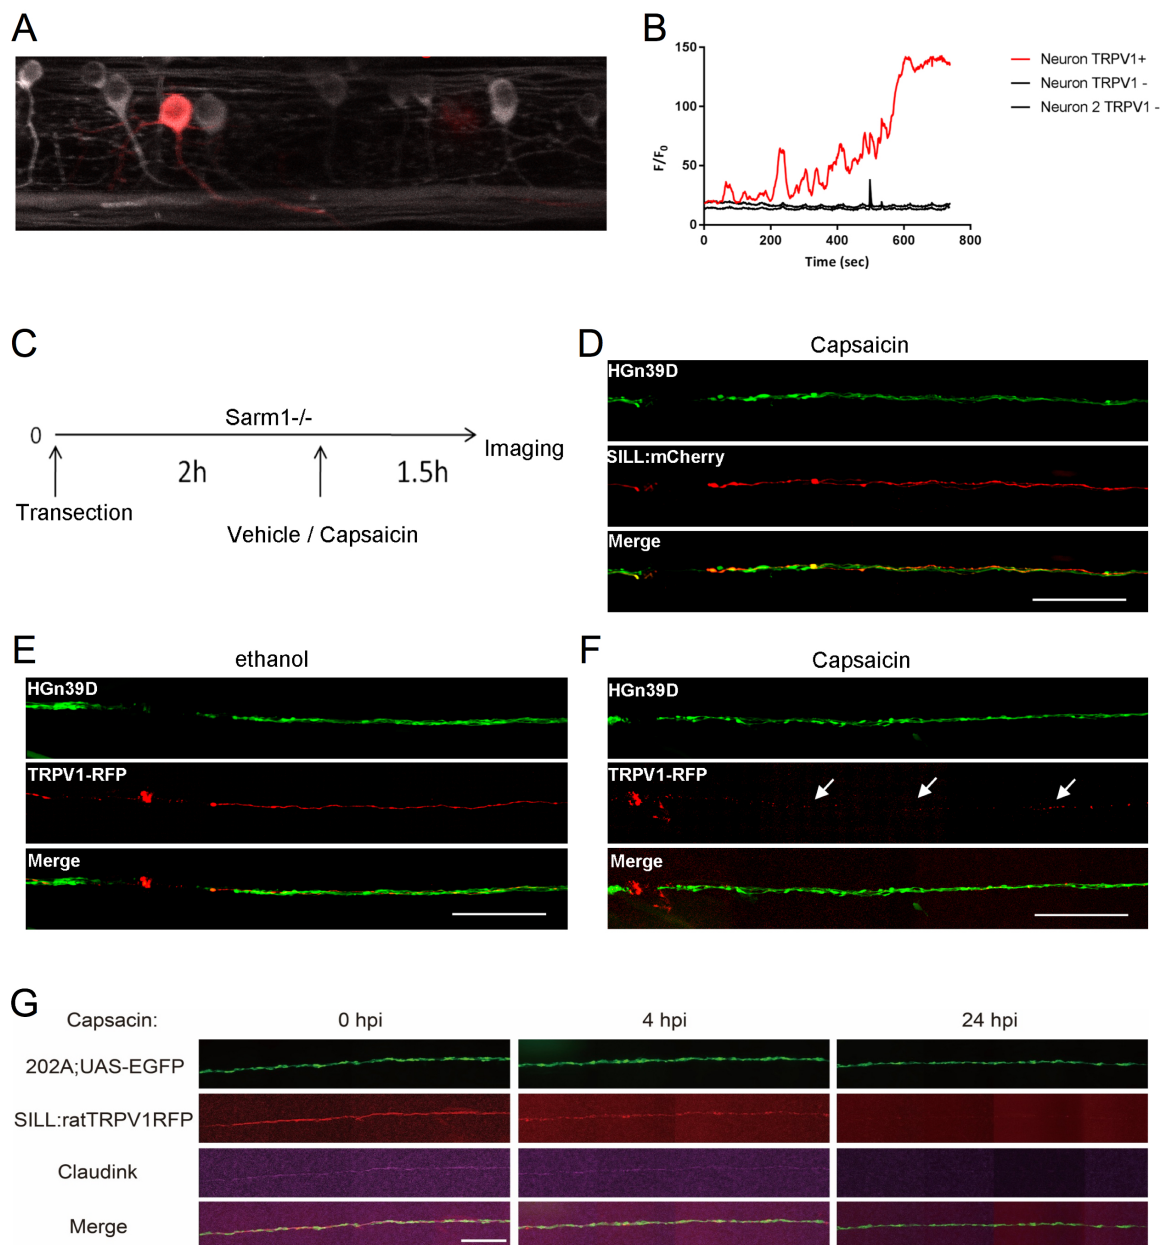 A
B
150
100
50
0
F/F0
0
200
400
600
800
Time (sec)
Neuron TRPV1+
Neuron TRPV1 -
Neuron 2 TRPV1 -
C
0
Sarm1-/-
Imaging
2h
1.5h
Transection
Vehicle / Capsaicin
D
Capsaicin
HGn39D
SILL:mCherry
Merge
E
ethanol
HGn39D
TRPV1-RFP
Merge
F
Capsaicin
HGn39D
TRPV1-RFP
Merge
G
Capsacin:
0 hpi
4 hpi
24 hpi
202A;UAS-EGFP
SILL:ratTRPV1RFP
Claudink
Merge